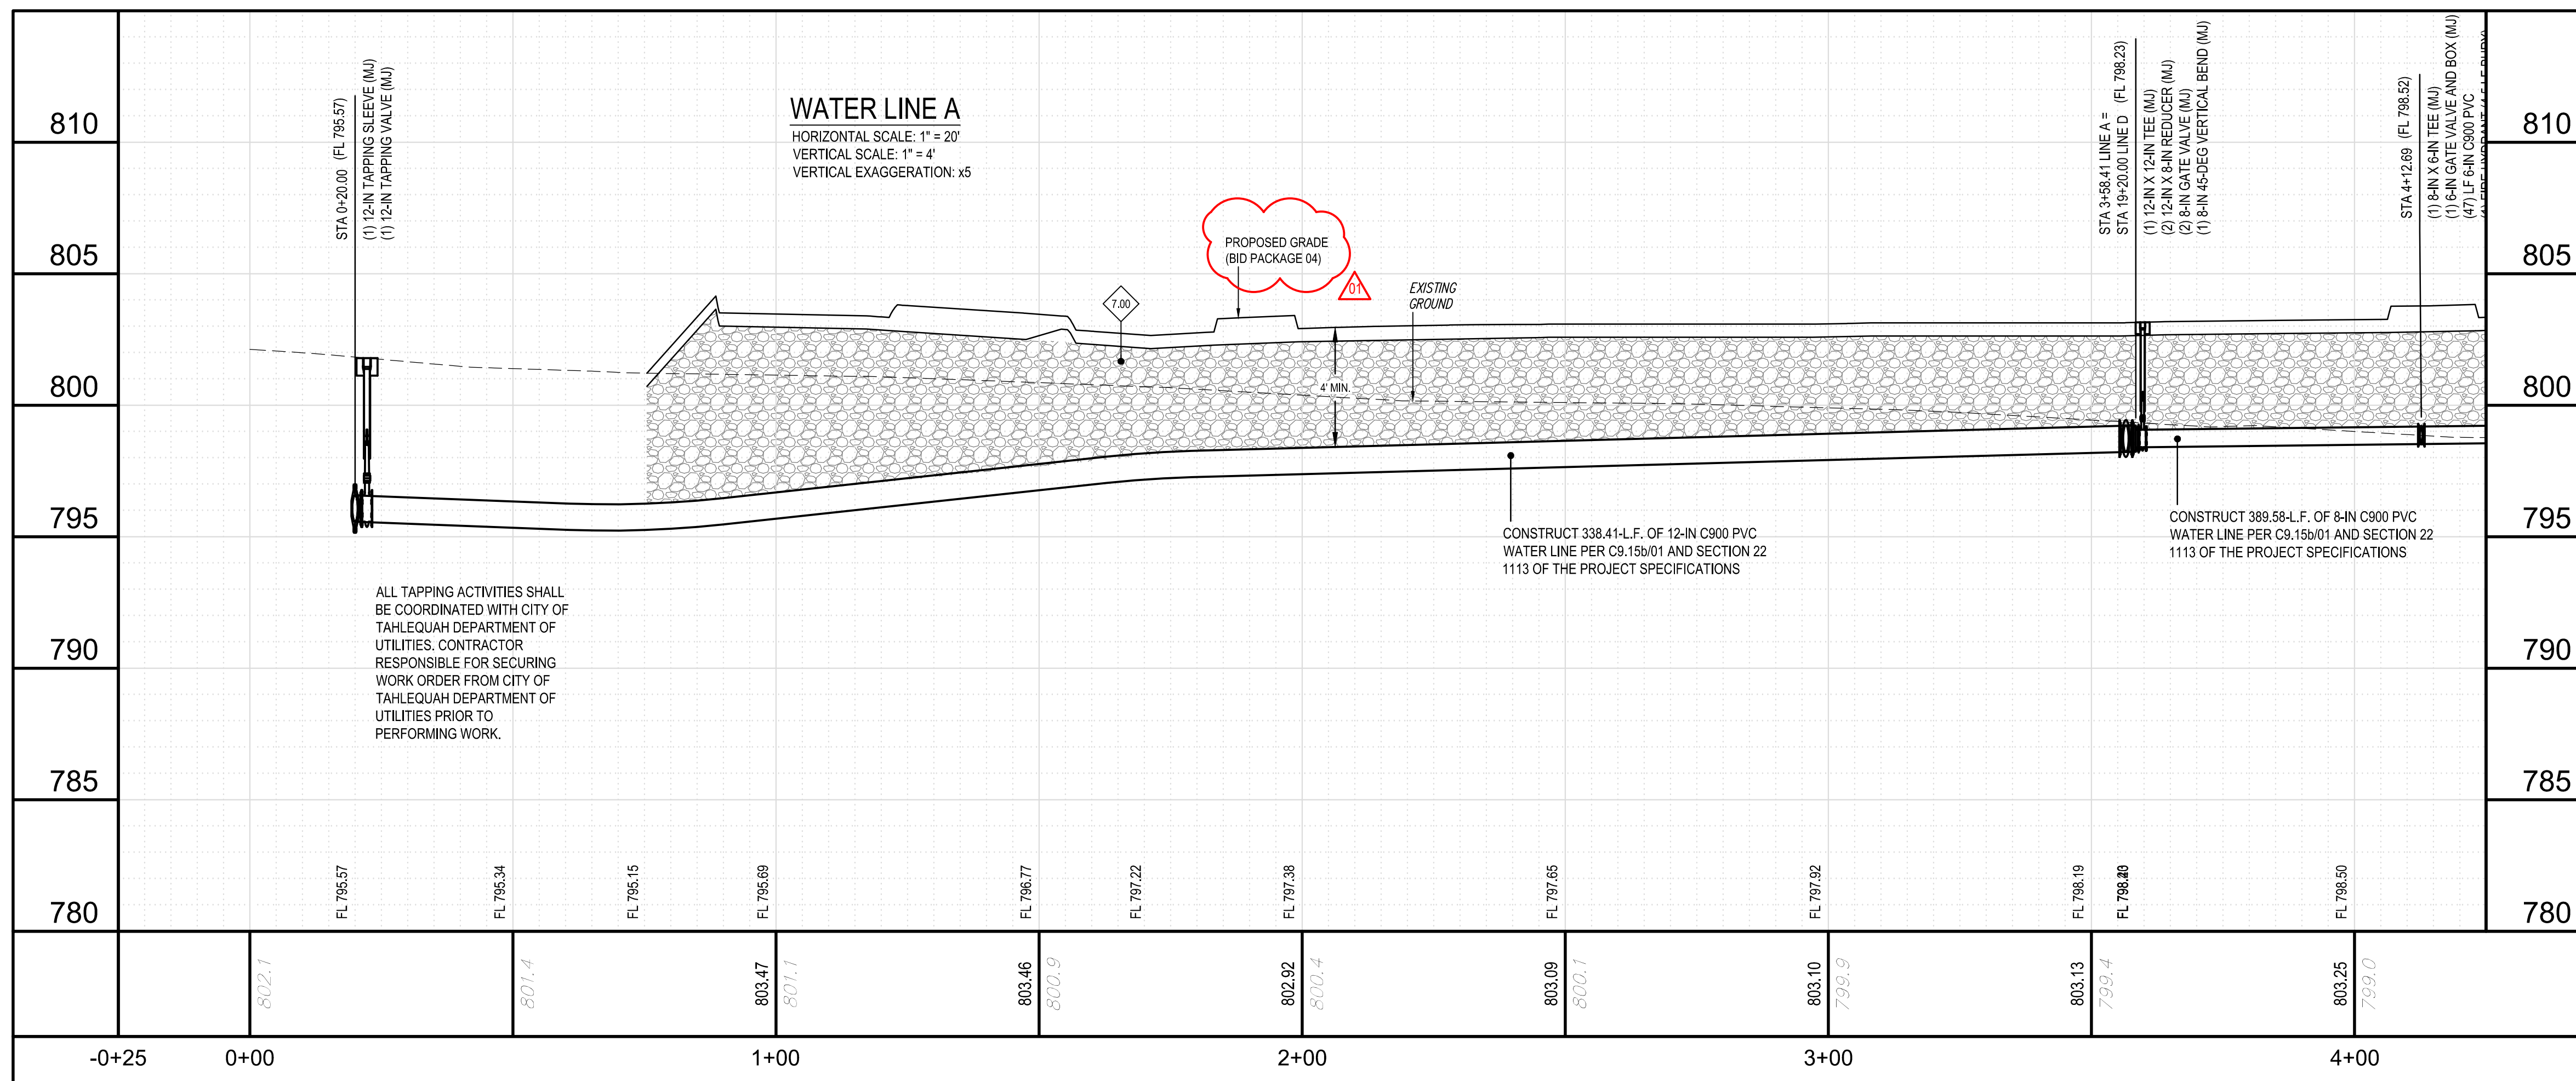 WATER LINE A
HORIZONTAL SCALE: 1" = 20'
VERTICAL SCALE: 1" = 4'
VERTICAL EXAGGERATION: x5
STA 0+20.00 (FL 795.57)
(1) 12-IN TAPPING SLEEVE (MJ)
(1) 12-IN TAPPING VALVE (MJ)
PROPOSED GRADE
(BID PACKAGE 04)
01
7.00
EXISTING
GROUND
4' MIN.
STA 3+58.41 LINE A =
STA 19+20.00 LINE D (FL 798.23)
(1) 12-IN X 12-IN TEE (MJ)
(2) 12-IN X 8-IN REDUCER (MJ)
(2) 8-IN GATE VALVE (MJ)
(1) 8-IN 45-DEG VERTICAL BEND (MJ)
STA 4+12.69 (FL 798.52)
(1) 8-IN X 6-IN TEE (MJ)
(1) 6-IN GATE VALVE AND BOX (MJ)
(47) LF 6-IN C900 PVC
CONSTRUCT 338.41-L.F. OF 12-IN C900 PVC
WATER LINE PER C9.15b/01 AND SECTION 22
1113 OF THE PROJECT SPECIFICATIONS
CONSTRUCT 389.58-L.F. OF 8-IN C900 PVC
WATER LINE PER C9.15b/01 AND SECTION 22
1113 OF THE PROJECT SPECIFICATIONS
ALL TAPPING ACTIVITIES SHALL
BE COORDINATED WITH CITY OF
TAHLEQUAH DEPARTMENT OF
UTILITIES. CONTRACTOR
RESPONSIBLE FOR SECURING
WORK ORDER FROM CITY OF
TAHLEQUAH DEPARTMENT OF
UTILITIES PRIOR TO
PERFORMING WORK.
810
805
800
795
790
785
780
810
805
800
795
790
785
780
FL 795.57
FL 795.34
FL 795.15
FL 795.69
FL 796.77
FL 797.22
FL 797.38
FL 797.65
FL 797.92
FL 798.19
FL 798.50
802.1
801.4
803.47
801.1
803.46
800.9
802.92
800.4
803.09
800.1
803.10
799.9
803.13
799.4
803.25
799.0
-0+25
0+00
1+00
2+00
3+00
4+00